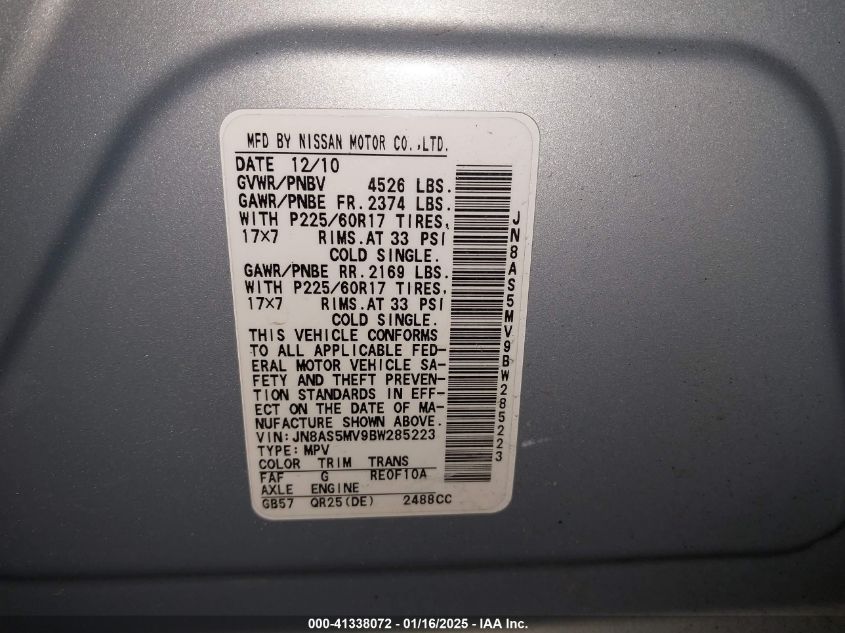 MFD BY NISSAN MOTOR CO.,LTD.
DATE 12/10
GVWR/PNBV 4526 LBS.
GAWR/PNBE FR. 2374 LBS.
WITH P225/60R17 TIRES,
17×7 RIMS. AT 33 PSI
COLD SINGLE.
GAWR/PNBE RR. 2169 LBS.
WITH P225/60R17 TIRES.
17×7 RIMS. AT 33 PSI
COLD SINGLE.
THIS VEHICLE CONFORMS
TO ALL APPLICABLE FED-
ERAL MOTOR VEHICLE SA-
FETY AND THEFT PREVEN-
TION STANDARDS IN EFF-
ECT ON THE DATE OF MA-
NUFACTURE SHOWN ABOVE.
VIN: JN8AS5MV9BW285223
TYPE: MPV
COLOR TRIM TRANS
FAF G RE0F10A
AXLE ENGINE
GB57 QR25(DE) 2488CC
JN8AS5MV9BW285223
000-41338072 - 01/16/2025 - IAA Inc.